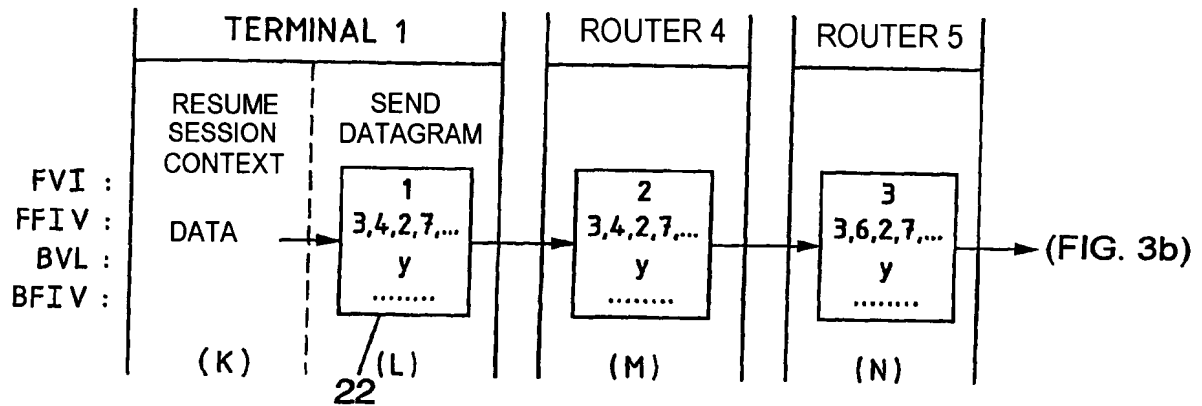 TERMINAL 1
ROUTER 4
ROUTER 5
RESUME
SESSION
CONTEXT
SEND
DATAGRAM
FVI :
FFIV :
BVL :
BFIV :
DATA
1
3,4,2,7,...
y
........
2
3,4,2,7,...
y
........
3
3,6,2,7,...
y
........
(FIG. 3b)
(K)
(L)
(M)
(N)
22